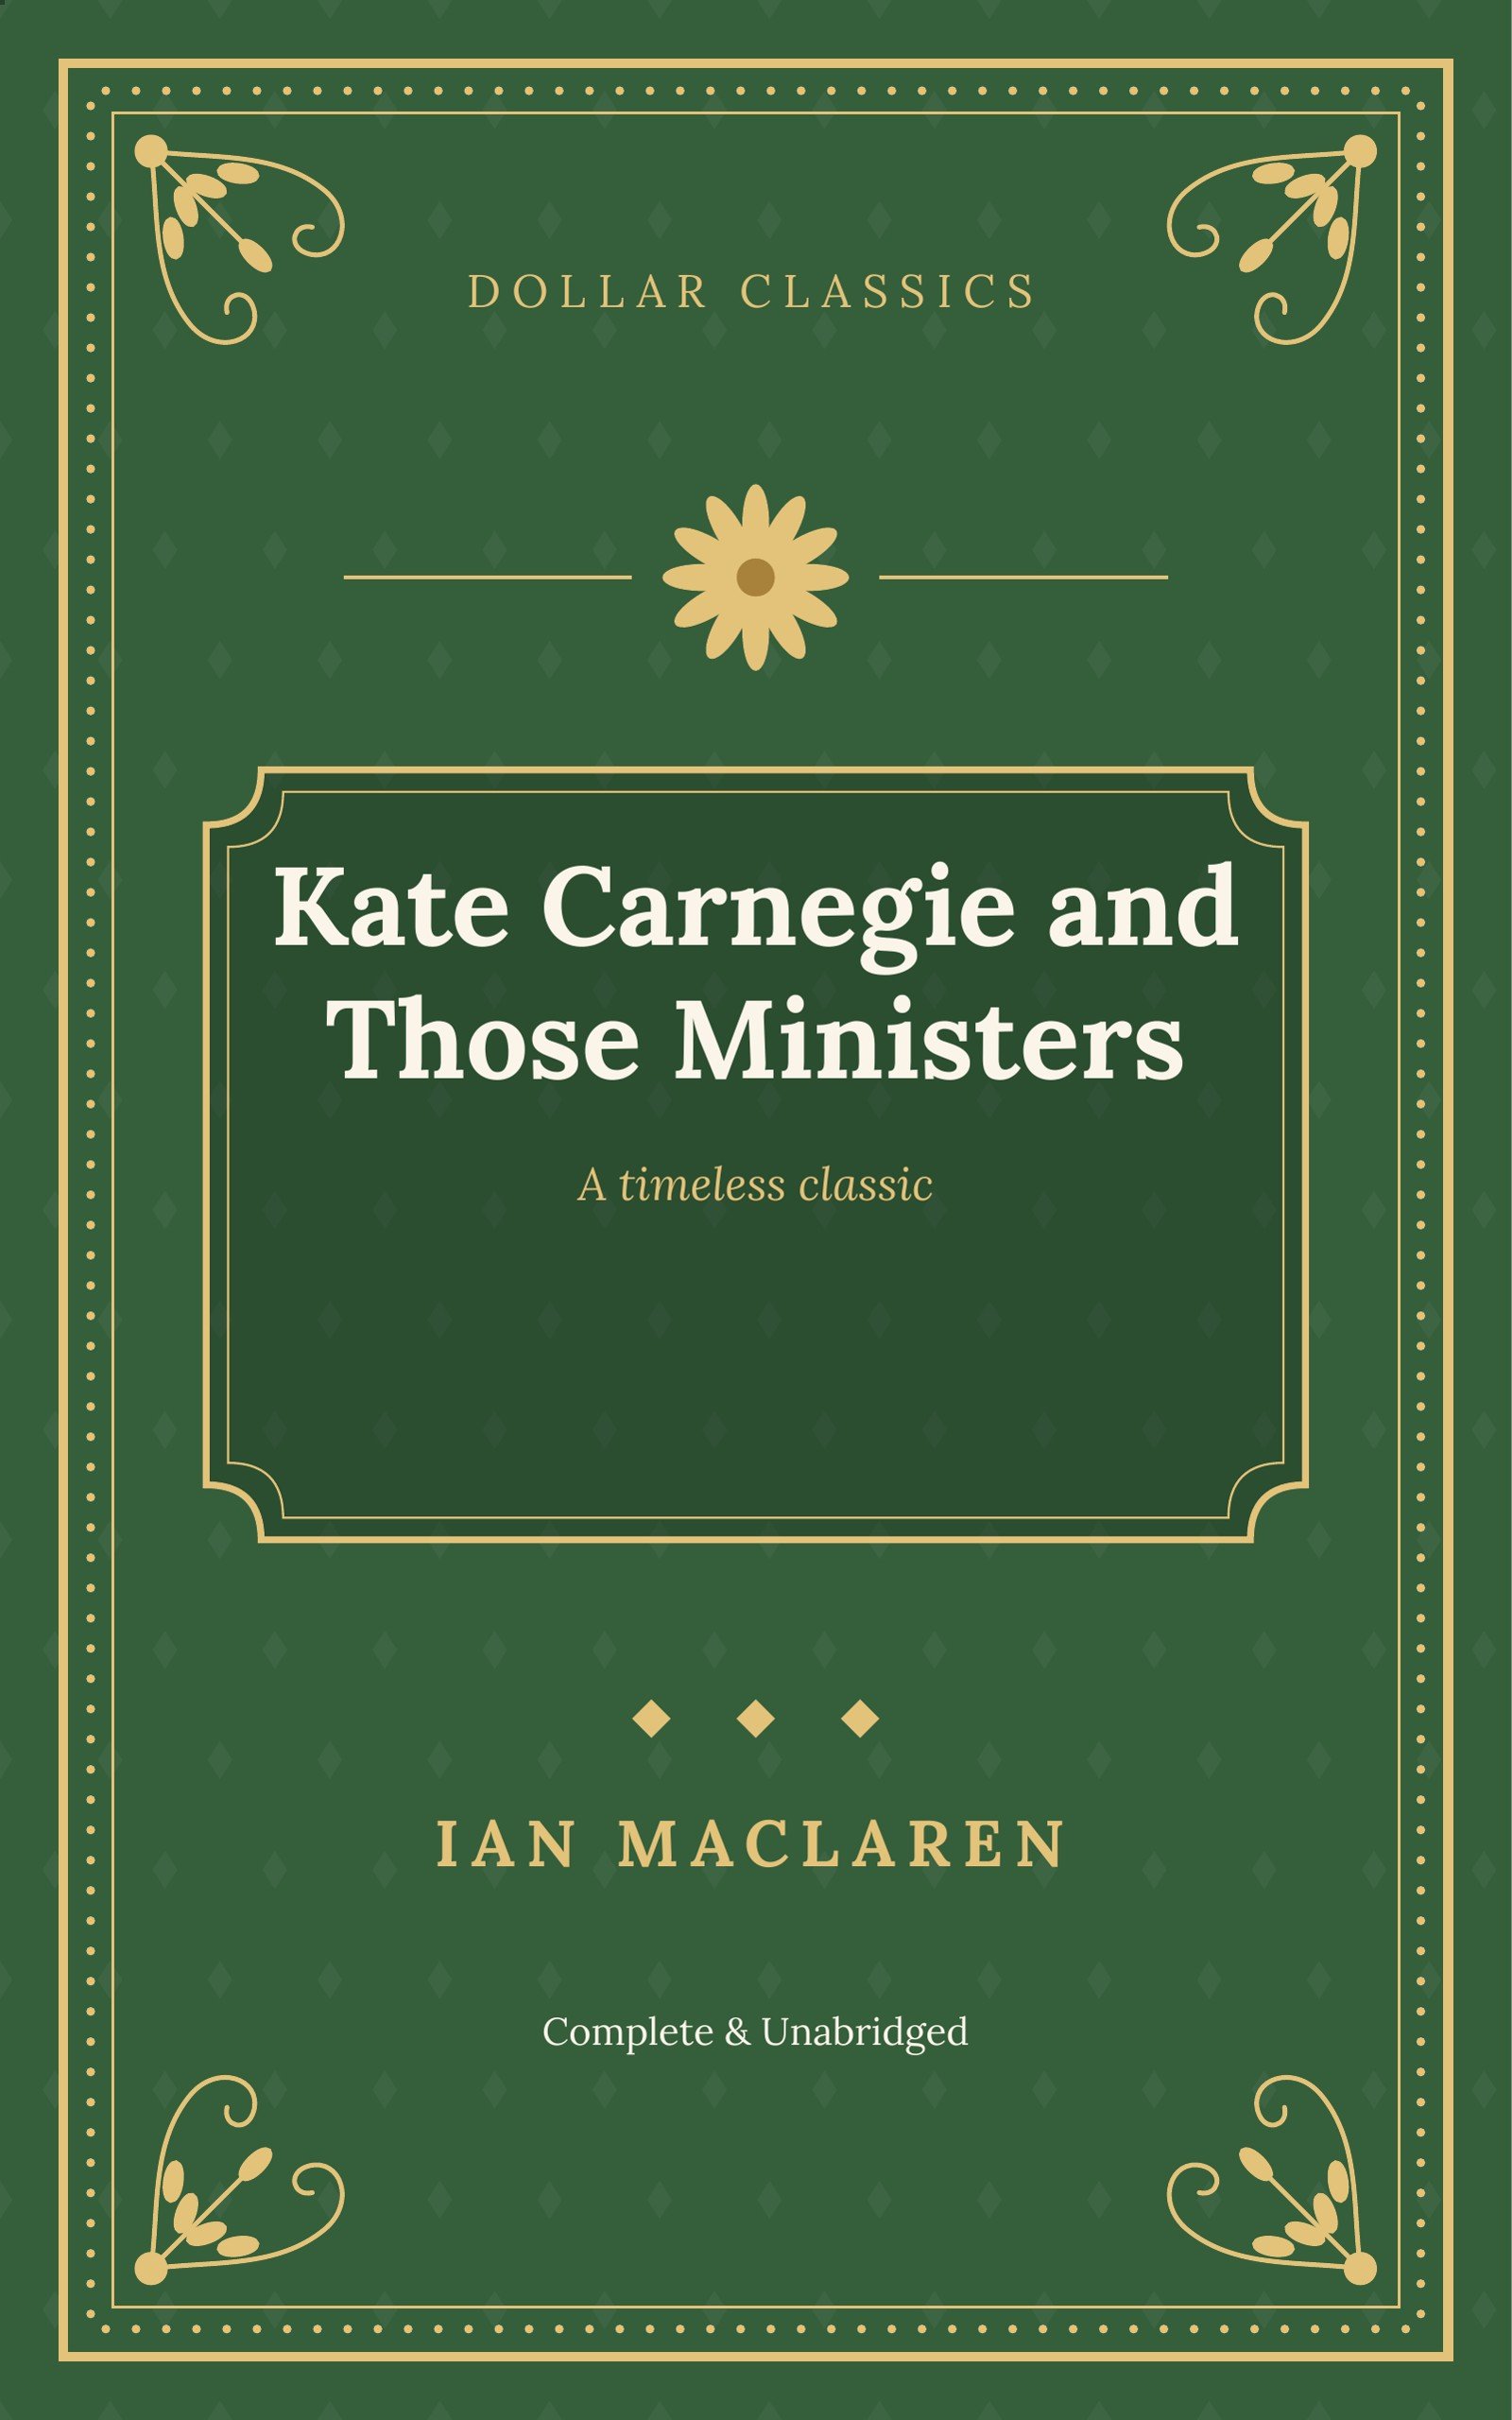 DOLLAR CLASSICS
Kate Carnegie and
Those Ministers
A timeless classic
IAN MACLAREN
Complete & Unabridged